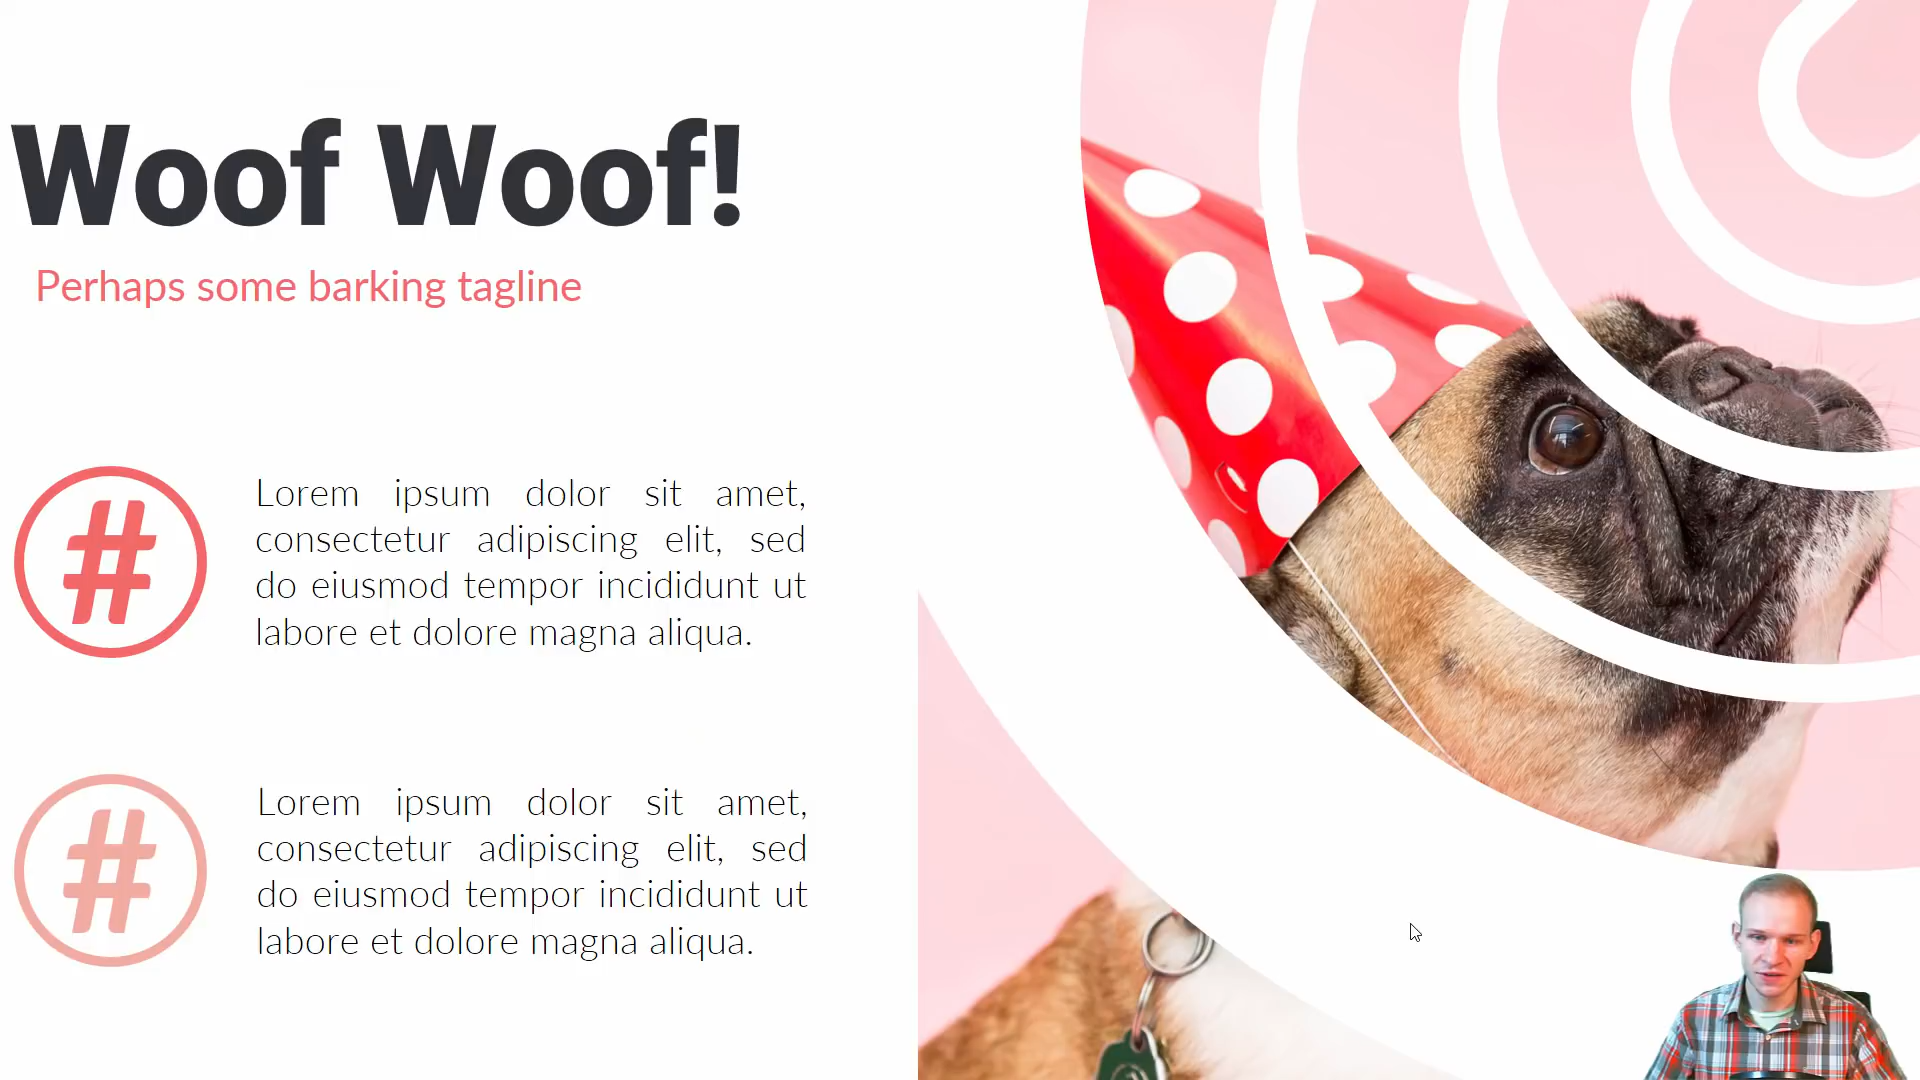 Woof Woof!
Perhaps some barking tagline
#
Lorem ipsum dolor sit amet,
consectetur adipiscing elit, sed
do eiusmod tempor incididunt ut
labore et dolore magna aliqua.
#
Lorem ipsum dolor sit amet,
consectetur adipiscing elit, sed
do eiusmod tempor incididunt ut
labore et dolore magna aliqua.